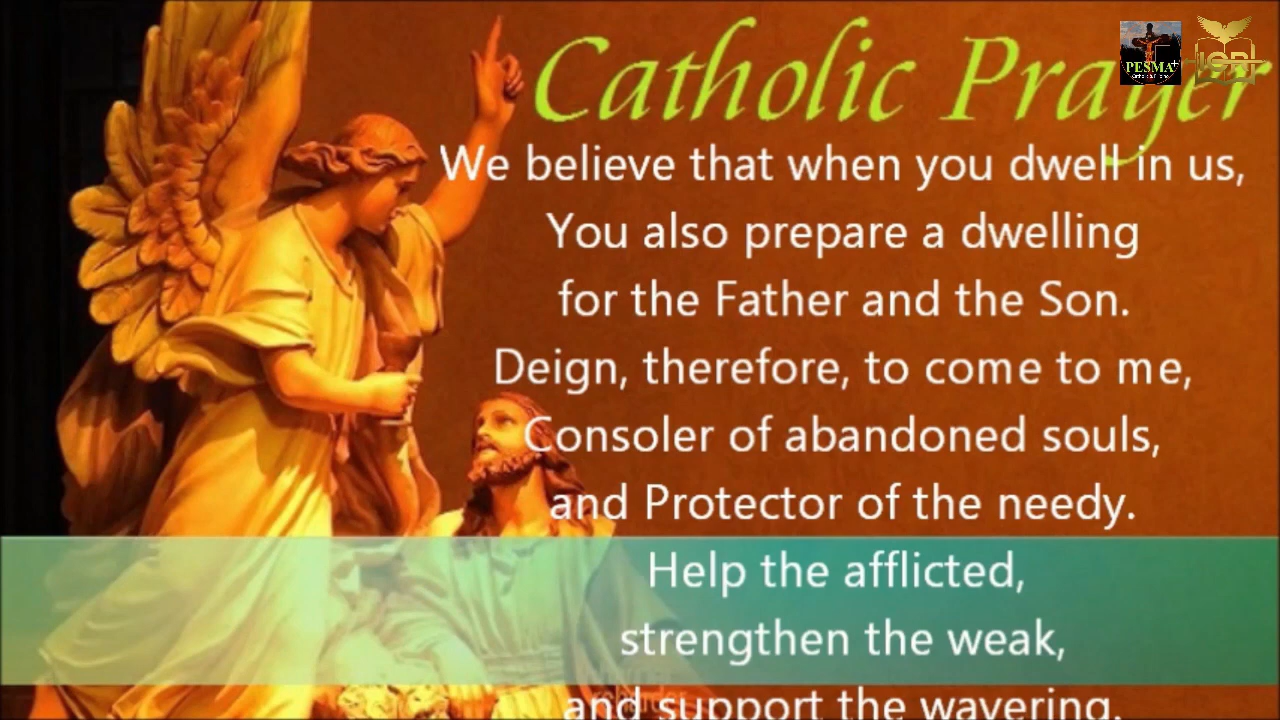 Catholic Prayer
PESMA
We believe that when you dwell in us,
You also prepare a dwelling
for the Father and the Son.
Deign, therefore, to come to me,
Consoler of abandoned souls,
and Protector of the needy.
Help the afflicted,
strengthen the weak,
and support the wavering.